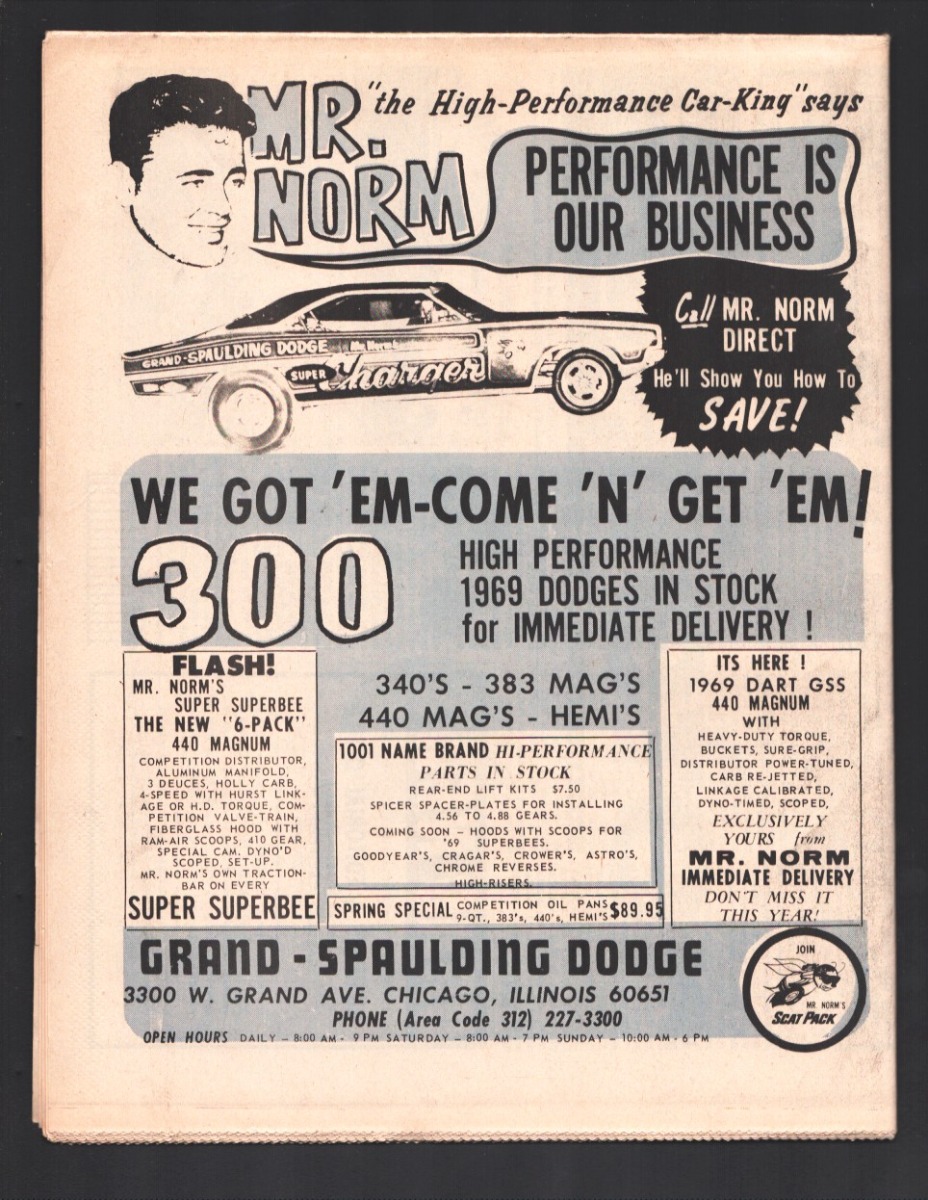 MR. NORM
"the High-Performance Car-King" says
PERFORMANCE IS
OUR BUSINESS
GRAND-SPAULDING DODGE
Mr. Norm's
SUPER Charger
Call MR. NORM
DIRECT
He'll Show You How To
SAVE!
WE GOT 'EM-COME 'N' GET 'EM!
300
HIGH PERFORMANCE
1969 DODGES IN STOCK
for IMMEDIATE DELIVERY !
FLASH!
MR. NORM'S
SUPER SUPERBEE
THE NEW "6-PACK"
440 MAGNUM
COMPETITION DISTRIBUTOR,
ALUMINUM MANIFOLD,
3 DEUCES, HOLLY CARB,
4-SPEED WITH HURST LINK-
AGE OR H.D. TORQUE, COM-
PETITION VALVE-TRAIN,
FIBERGLASS HOOD WITH
RAM-AIR SCOOPS, 410 GEAR,
SPECIAL CAM. DYNO'D
SCOPED, SET-UP.
MR. NORM'S OWN TRACTION-
BAR ON EVERY
SUPER SUPERBEE
340'S - 383 MAG'S
440 MAG'S - HEMI'S
1001 NAME BRAND HI-PERFORMANCE
PARTS IN STOCK
REAR-END LIFT KITS $7.50
SPICER SPACER-PLATES FOR INSTALLING
4.56 TO 4.88 GEARS.
COMING SOON - HOODS WITH SCOOPS FOR
'69 SUPERBEES.
GOODYEAR'S, CRAGAR'S, CROWER'S, ASTRO'S,
CHROME REVERSES.
HIGH-RISERS.
SPRING SPECIAL COMPETITION OIL PANS
9-QT., 383's, 440's, HEMI'S $89.95
ITS HERE !
1969 DART GSS
440 MAGNUM
WITH
HEAVY-DUTY TORQUE,
BUCKETS, SURE-GRIP,
DISTRIBUTOR POWER-TUNED,
CARB RE-JETTED,
LINKAGE CALIBRATED,
DYNO-TIMED, SCOPED,
EXCLUSIVELY
YOURS from
MR. NORM
IMMEDIATE DELIVERY
DON'T MISS IT
THIS YEAR!
GRAND - SPAULDING DODGE
3300 W. GRAND AVE. CHICAGO, ILLINOIS 60651
PHONE (Area Code 312) 227-3300
OPEN HOURS DAILY - 8:00 AM - 9 PM SATURDAY - 8:00 AM - 7 PM SUNDAY - 10:00 AM - 6 PM
JOIN
MR. NORM'S
SCAT PACK